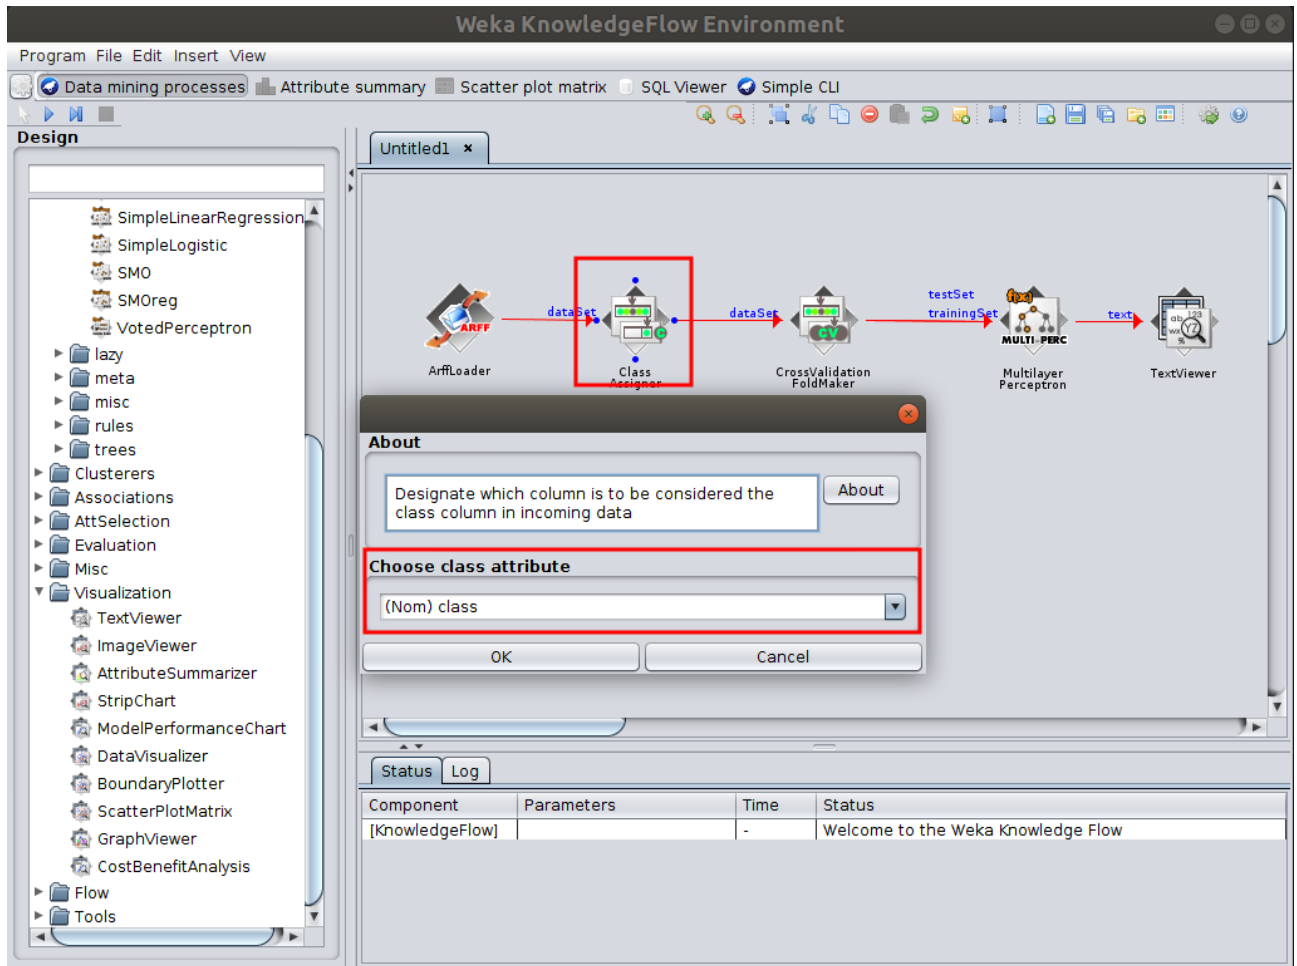 Weka KnowledgeFlow Environment
Program File Edit Insert View
Data mining processes Attribute summary Scatter plot matrix SQL Viewer Simple CLI
Design
Untitled1
SimpleLinearRegression
SimpleLogistic
SMO
SMOreg
VotedPerceptron
lazy
meta
misc
rules
trees
Clusterers
Associations
AttSelection
Evaluation
Misc
Visualization
TextViewer
ImageViewer
AttributeSummarizer
StripChart
ModelPerformanceChart
DataVisualizer
BoundaryPlotter
ScatterPlotMatrix
GraphViewer
CostBenefitAnalysis
Flow
Tools
ARFF
ArffLoader
dataSet
C
Class
Assigner
dataSet
CV
CrossValidation
FoldMaker
testSet
trainingSet
f(x)
MULTI-PERC
Multilayer
Perceptron
text
ab 123
%
TextViewer
About
Designate which column is to be considered the
class column in incoming data
About
Choose class attribute
(Nom) class
OK Cancel
Status Log
Component Parameters Time Status
[KnowledgeFlow] - Welcome to the Weka Knowledge Flow